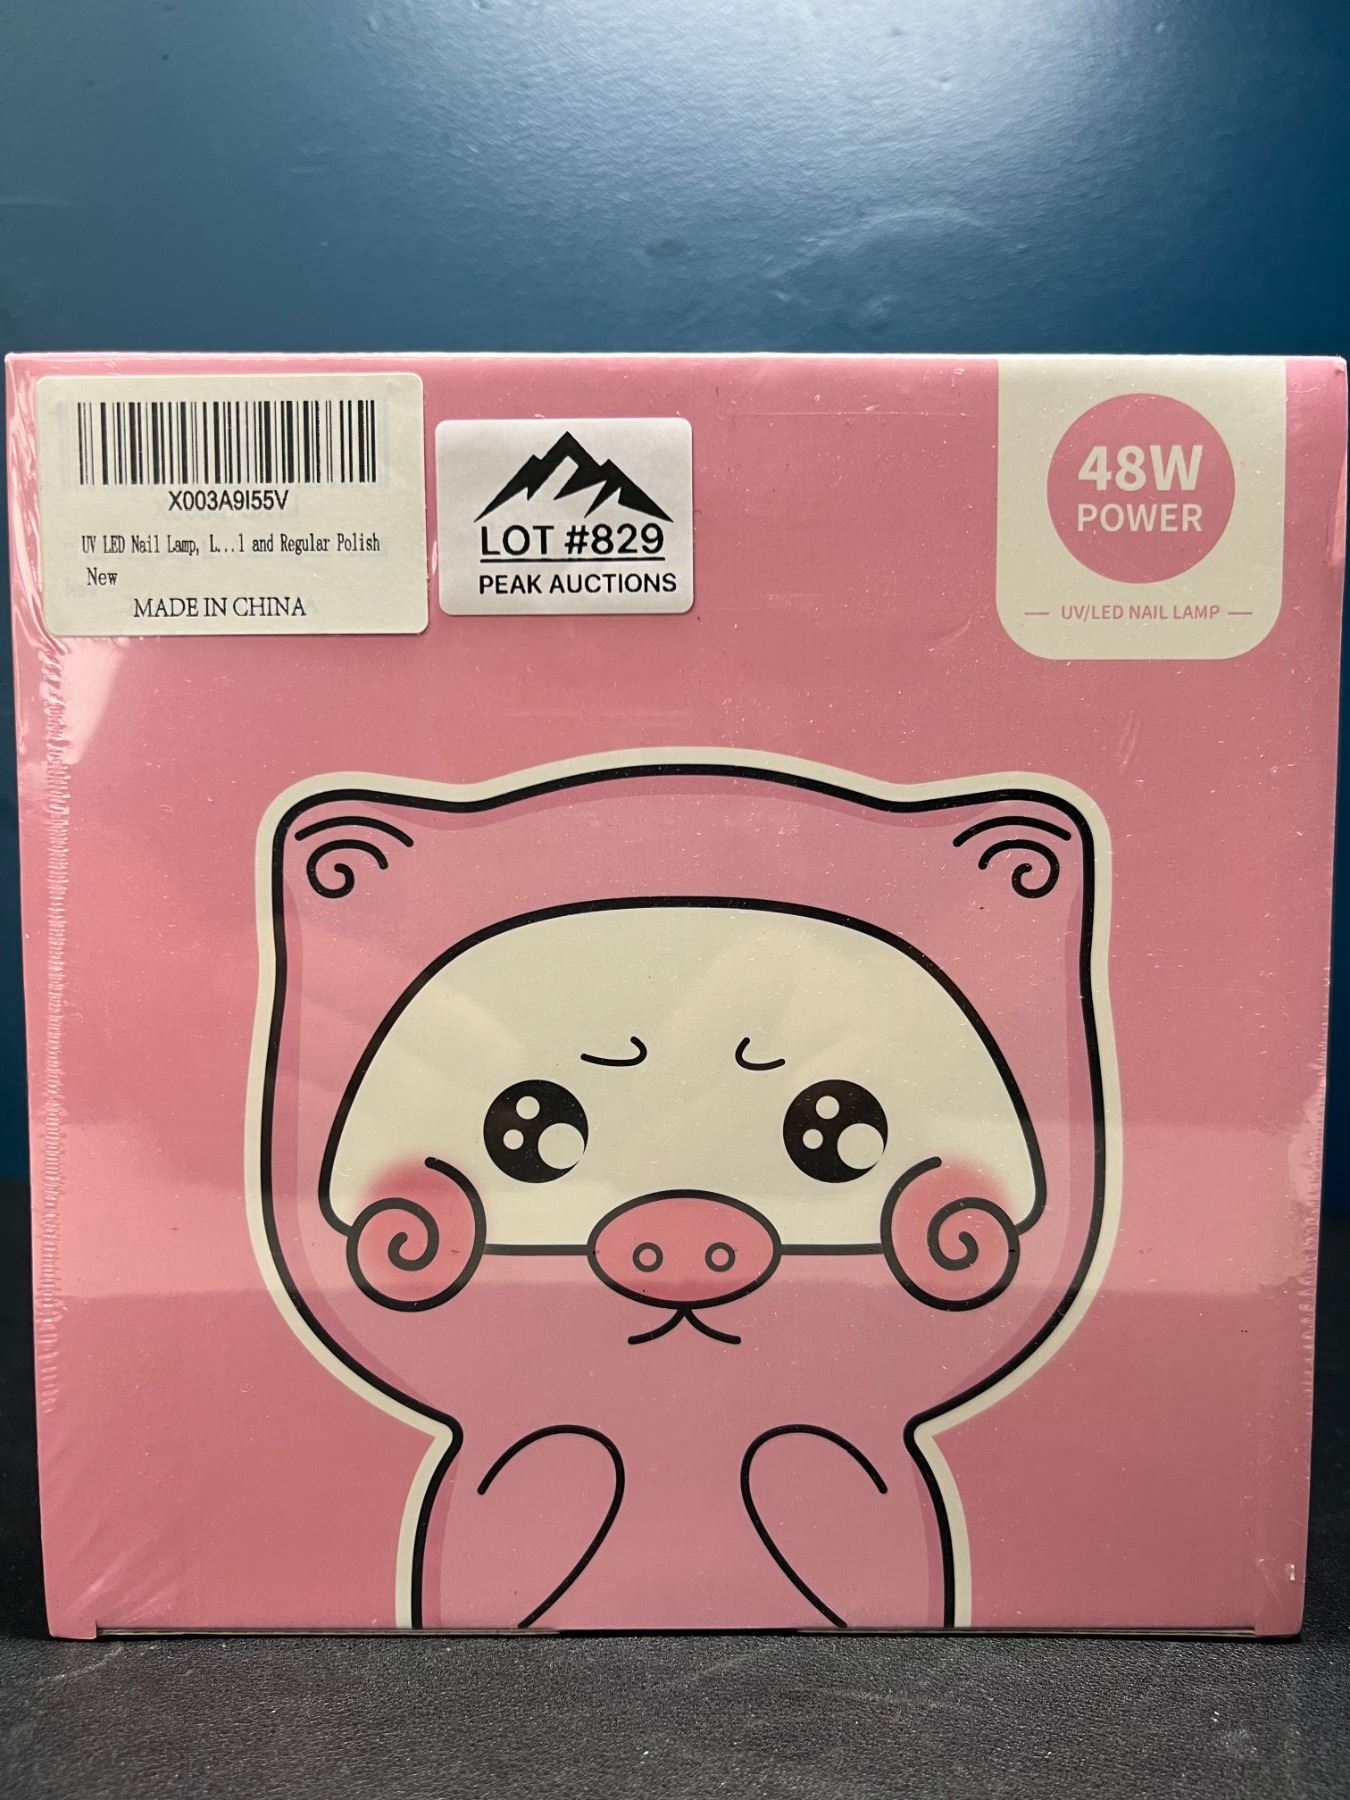 X003A9I55V
UV LED Nail Lamp, L...l and Regular Polish
New
MADE IN CHINA
LOT #829
PEAK AUCTIONS
48W
POWER
UV/LED NAIL LAMP